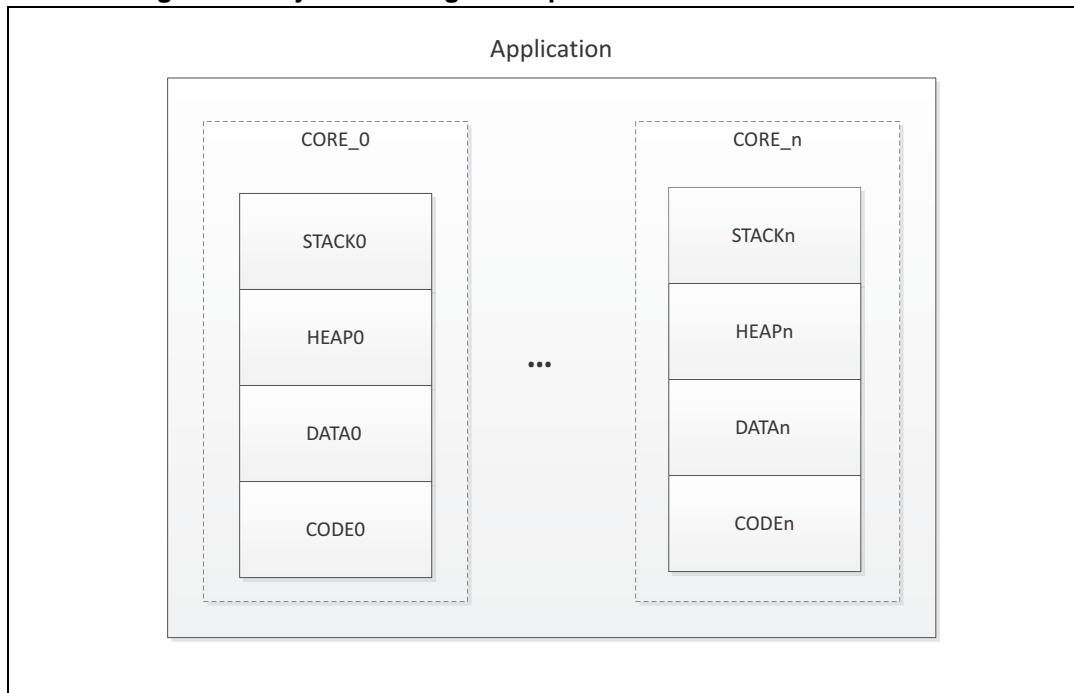 Application
CORE_0
STACK0
HEAP0
DATA0
CODE0
...
CORE_n
STACKn
HEAPn
DATAn
CODEn